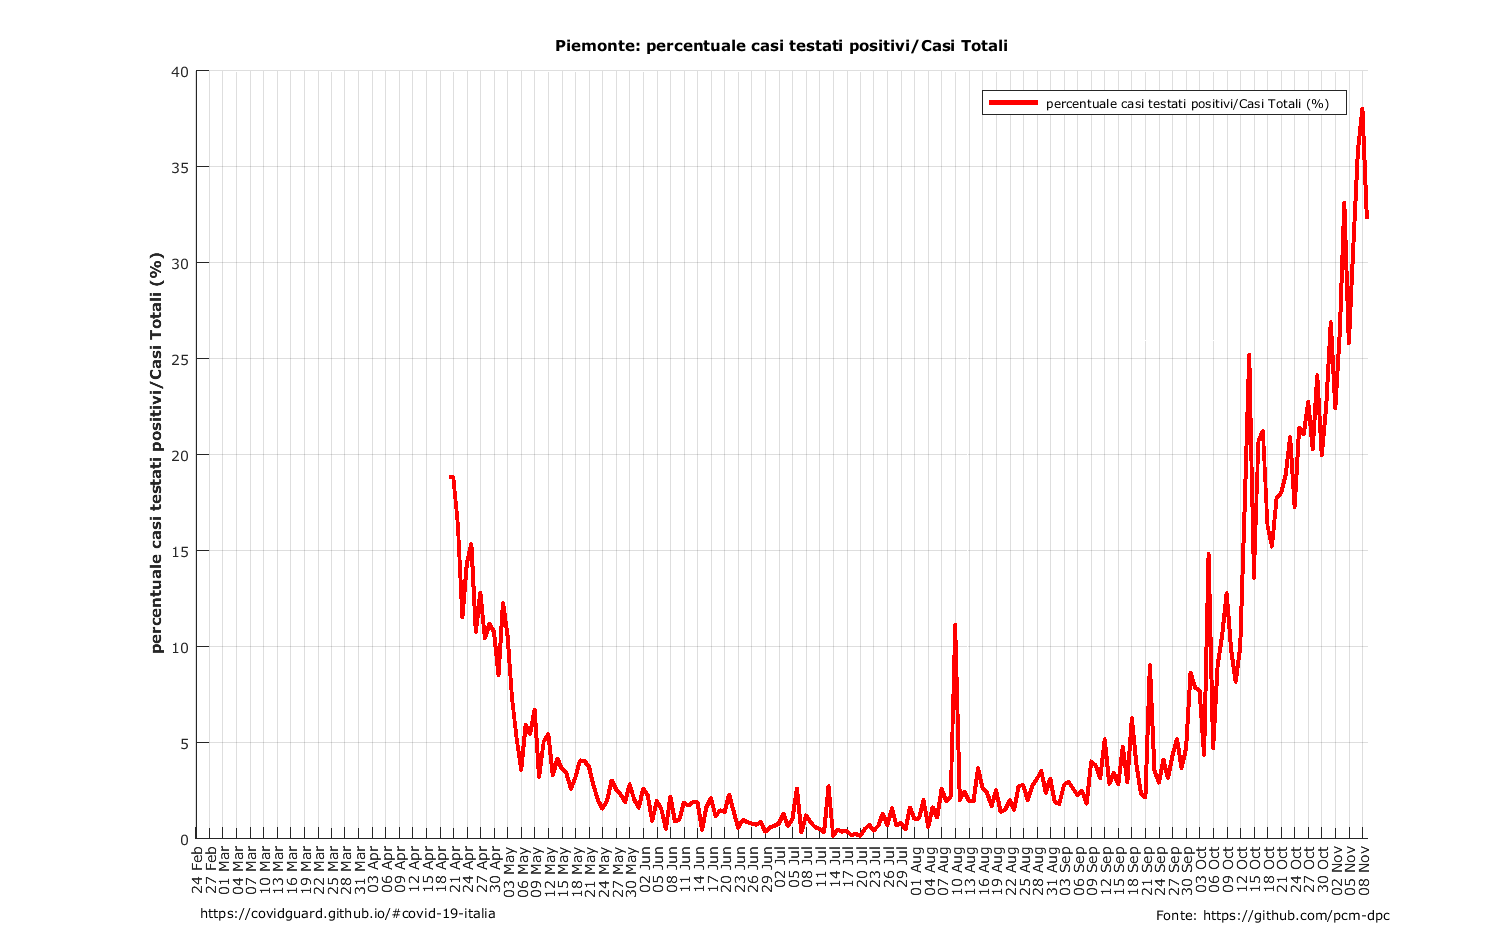 Piemonte: percentuale casi testati positivi/Casi Totali
percentuale casi testati positivi/Casi Totali (%)
percentuale casi testati positivi/Casi Totali (%)
40
35
30
25
20
15
10
5
0
24 Feb
27 Feb
01 Mar
04 Mar
07 Mar
10 Mar
13 Mar
16 Mar
19 Mar
22 Mar
25 Mar
28 Mar
31 Mar
03 Apr
06 Apr
09 Apr
12 Apr
15 Apr
18 Apr
21 Apr
24 Apr
27 Apr
30 Apr
03 May
06 May
09 May
12 May
15 May
18 May
21 May
24 May
27 May
30 May
02 Jun
05 Jun
08 Jun
11 Jun
14 Jun
17 Jun
20 Jun
23 Jun
26 Jun
29 Jun
02 Jul
05 Jul
08 Jul
11 Jul
14 Jul
17 Jul
20 Jul
23 Jul
26 Jul
29 Jul
01 Aug
04 Aug
07 Aug
10 Aug
13 Aug
16 Aug
19 Aug
22 Aug
25 Aug
28 Aug
31 Aug
03 Sep
06 Sep
09 Sep
12 Sep
15 Sep
18 Sep
21 Sep
24 Sep
27 Sep
30 Sep
03 Oct
06 Oct
09 Oct
12 Oct
15 Oct
18 Oct
21 Oct
24 Oct
27 Oct
30 Oct
02 Nov
05 Nov
08 Nov
https://covidguard.github.io/#covid-19-italia
Fonte: https://github.com/pcm-dpc